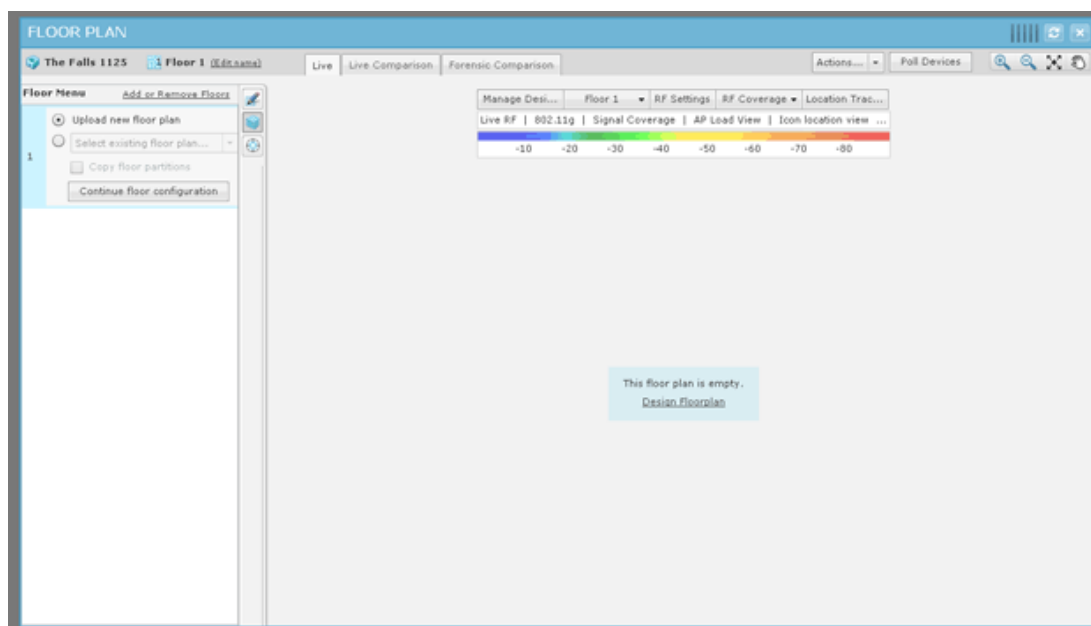 FLOOR PLAN
The Falls 1125 Floor 1 (Edit name)
Live Live Comparison Forensic Comparison Actions... Poll Devices
Floor Menu Add or Remove Floors
1
Upload new floor plan
Select existing floor plan...
Copy floor partitions
Continue floor configuration
Manage Desi... Floor 1 RF Settings RF Coverage Location Trac...
Live RF | 802.11g | Signal Coverage | AP Load View | Icon location view ...
-10 -20 -30 -40 -50 -60 -70 -80
This floor plan is empty.
Design Floorplan